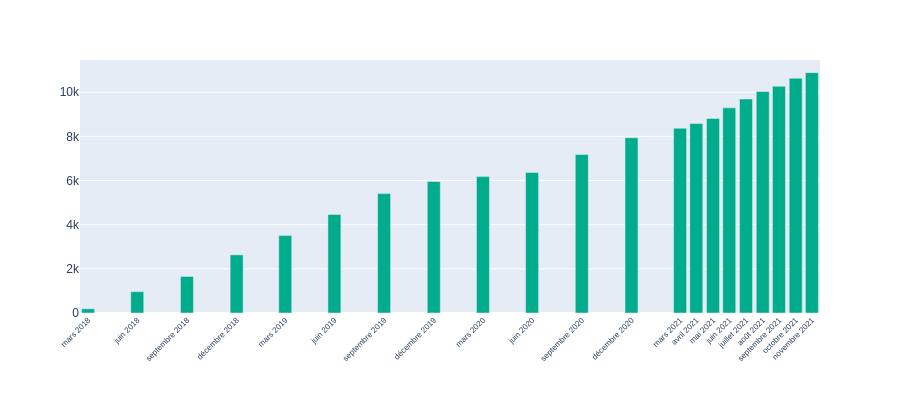 10k
8k
6k
4k
2k
0
mars 2018
juin 2018
septembre 2018
décembre 2018
mars 2019
juin 2019
septembre 2019
décembre 2019
mars 2020
juin 2020
septembre 2020
décembre 2020
mars 2021
avril 2021
mai 2021
juin 2021
juillet 2021
août 2021
septembre 2021
octobre 2021
novembre 2021